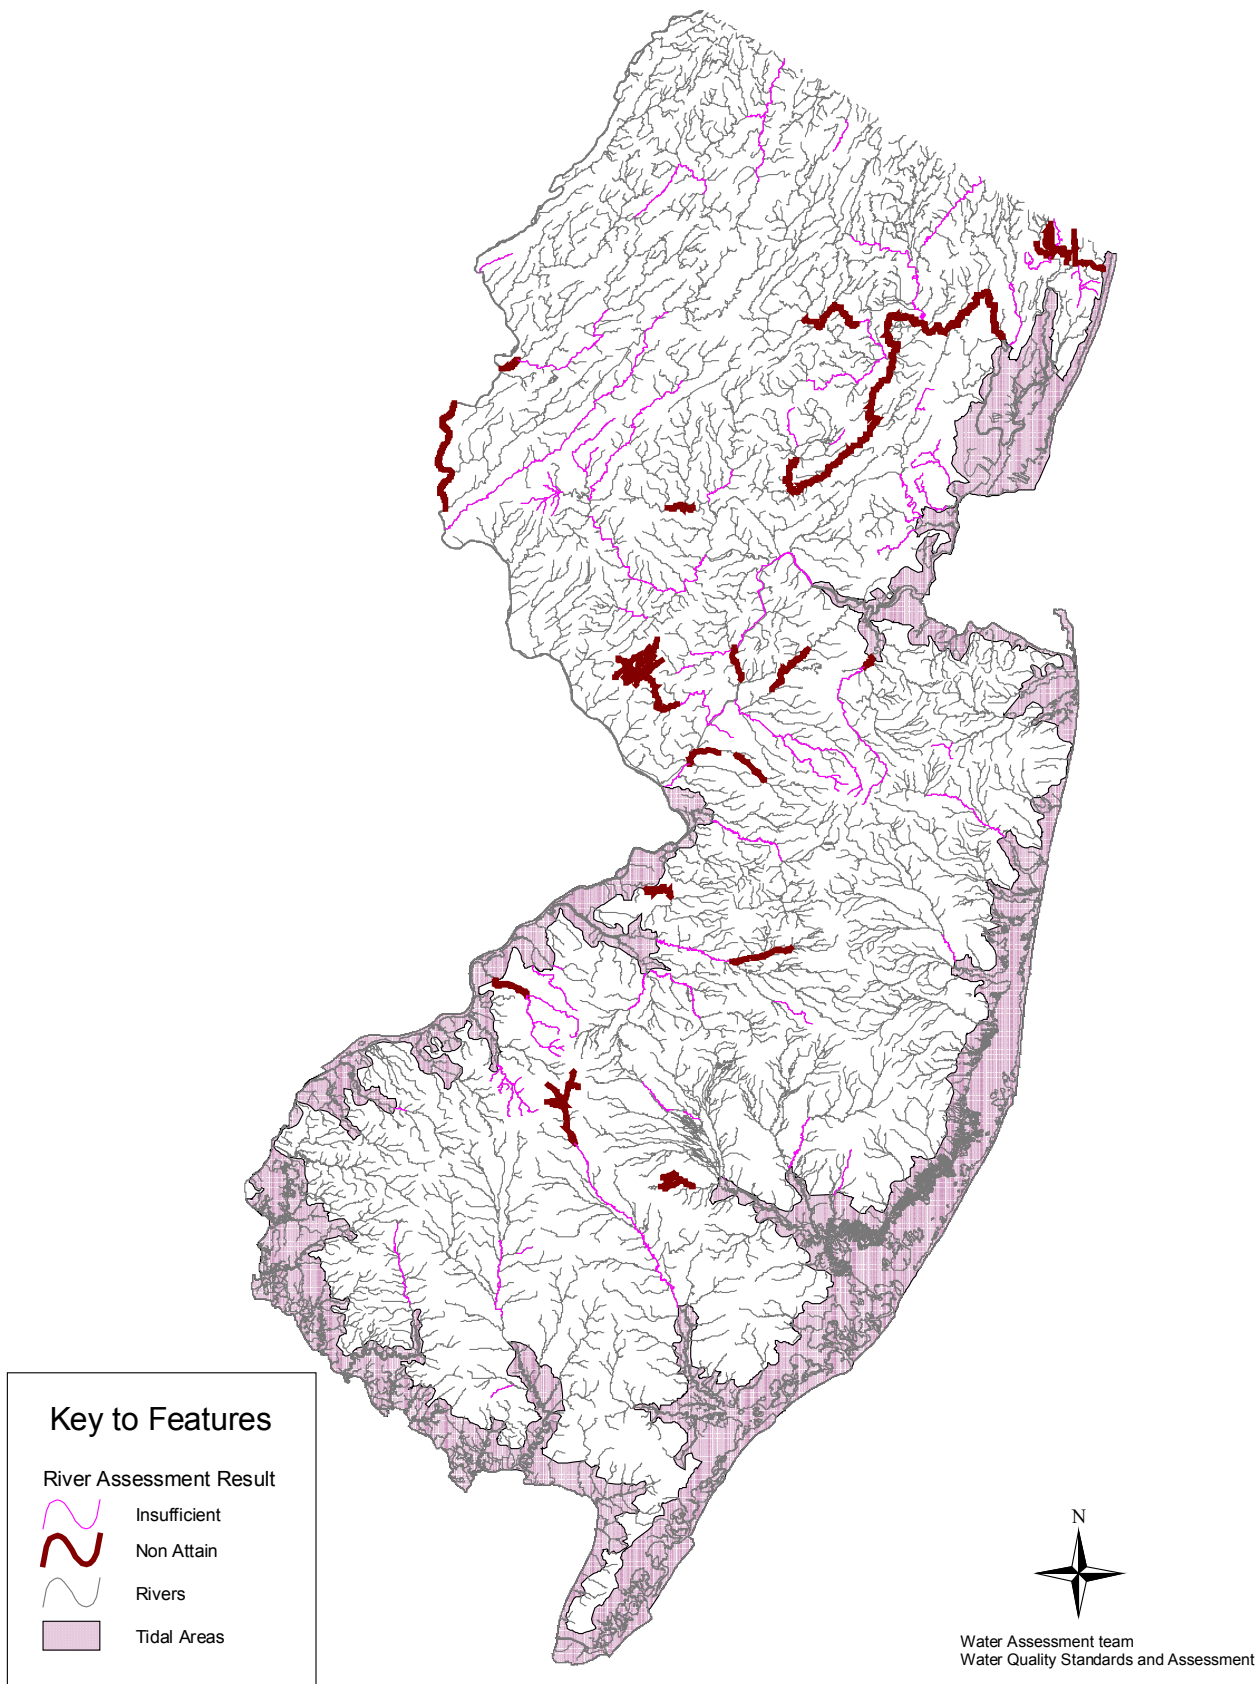 Key to Features
River Assessment Result
Insufficient
Non Attain
Rivers
Tidal Areas
N
Water Assessment team
Water Quality Standards and Assessment